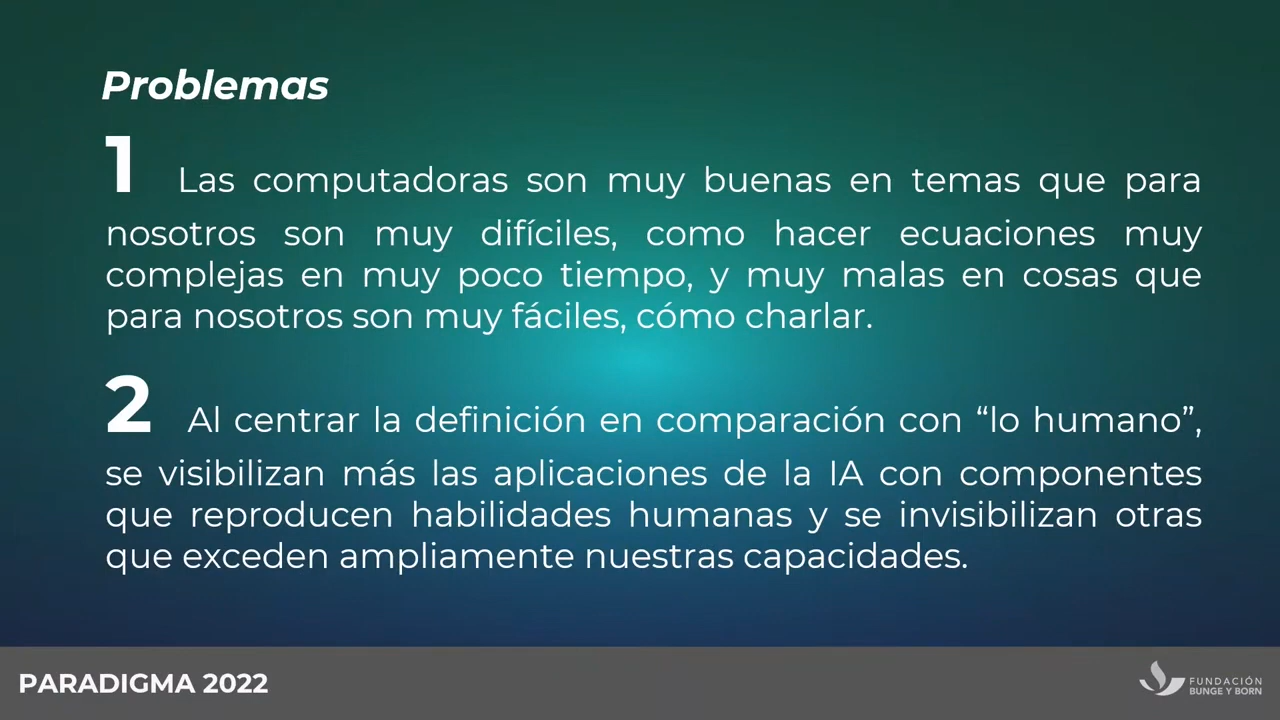 Problemas
1 Las computadoras son muy buenas en temas que para
nosotros son muy difíciles, como hacer ecuaciones muy
complejas en muy poco tiempo, y muy malas en cosas que
para nosotros son muy fáciles, cómo charlar.
2 Al centrar la definición en comparación con “lo humano”,
se visibilizan más las aplicaciones de la IA con componentes
que reproducen habilidades humanas y se invisibilizan otras
que exceden ampliamente nuestras capacidades.
PARADIGMA 2022
FUNDACIÓN
BUNGE Y BORN